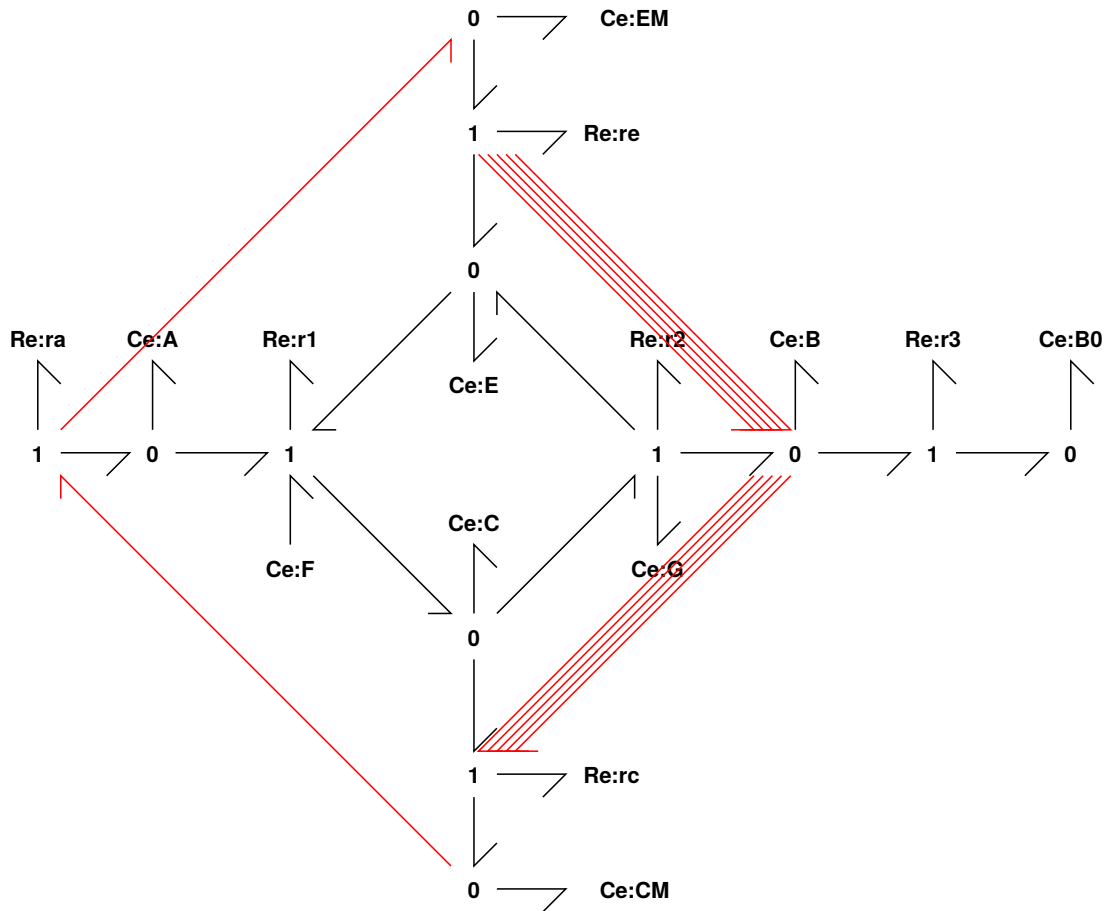 0 Ce:EM
1 Re:re
0
Re:ra Ce:A Re:r1 Re:r2 Ce:B Re:r3 Ce:B0
Ce:E
1 0 1 1 0 1 0
Ce:C
Ce:F Ce:G
0
1 Re:rc
0 Ce:CM